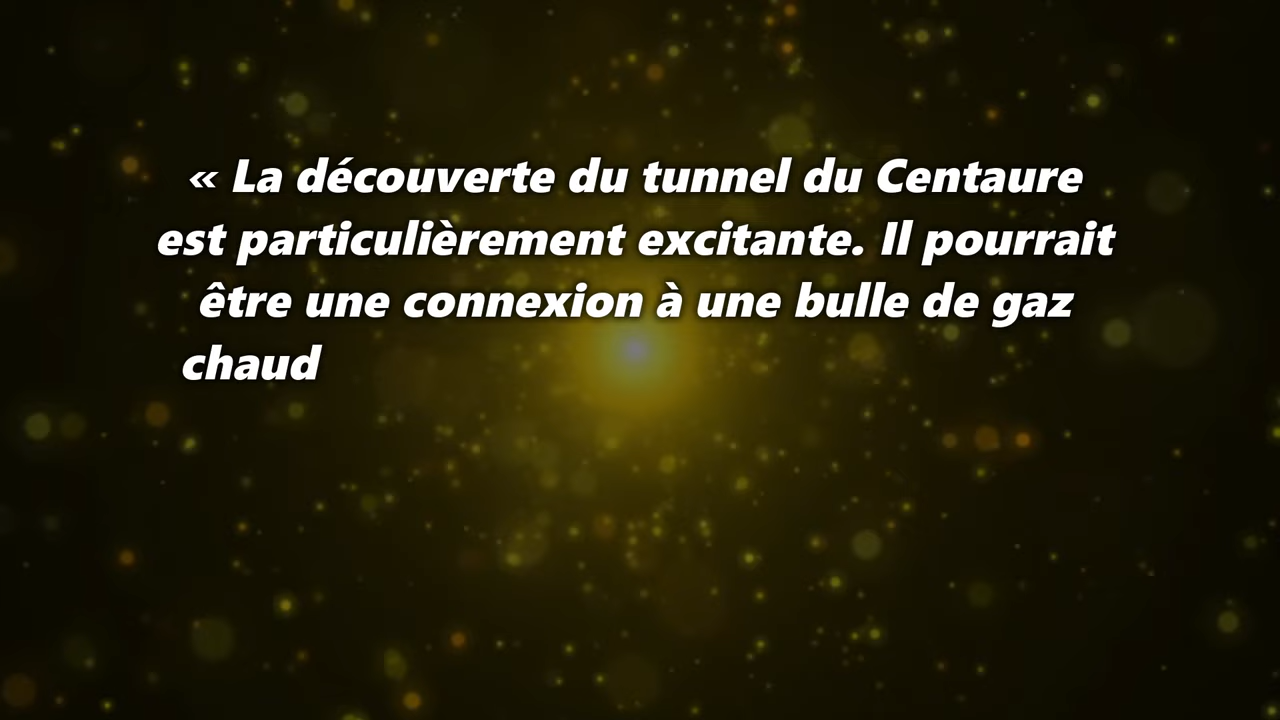 « La découverte du tunnel du Centaure
est particulièrement excitante. Il pourrait
être une connexion à une bulle de gaz
chaud